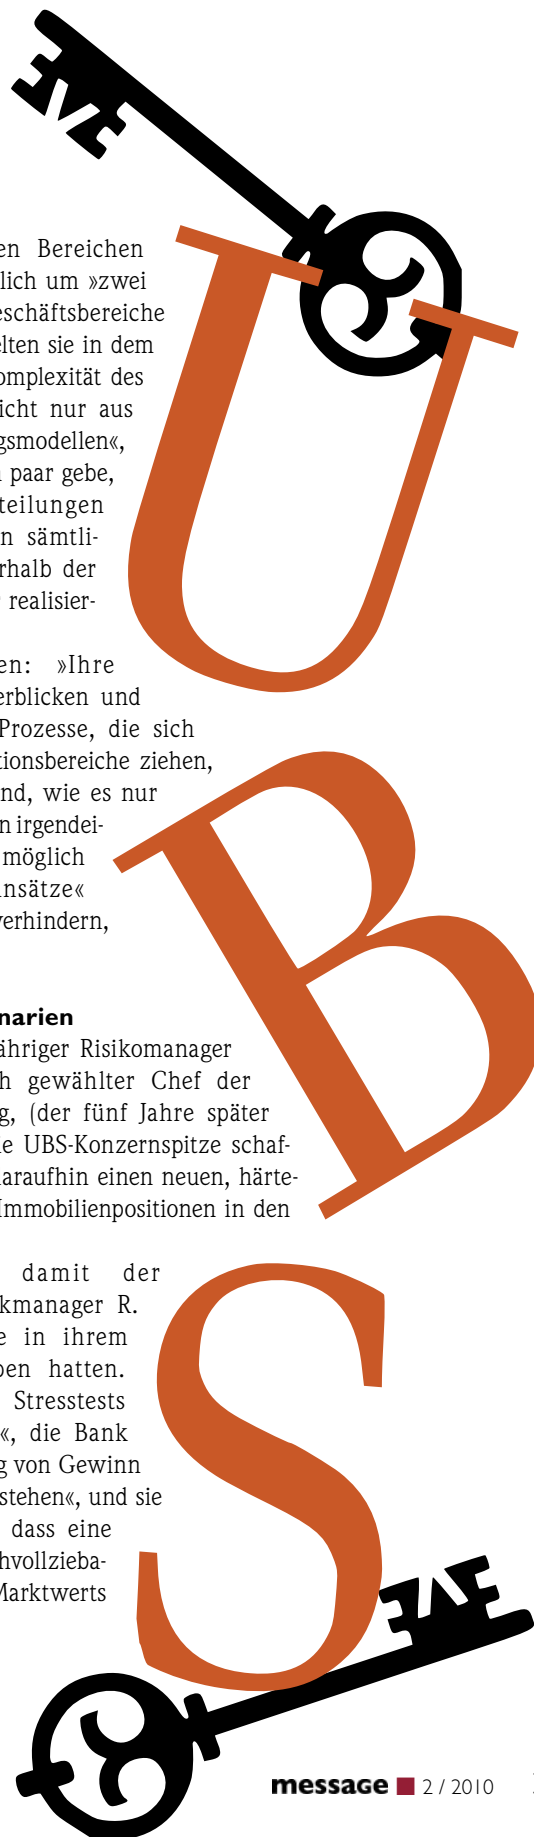 en Bereichen
lich um »zwei
eschäftsbereiche
elten sie in dem
omplexität des
icht nur aus
gsmodellen«,
paar gebe,
teilungen
n sämtli-
rhalb der
realisier-
en: »Ihre
erblicken und
Prozesse, die sich
tionsbereiche ziehen,
nd, wie es nur
n irgendei-
möglich
nsätze«
verhindern,
narien
ähriger Risikomanager
h gewählter Chef der
g, (der fünf Jahre später
e UBS-Konzernspitze schaf-
araufhin einen neuen, härte-
Immobilienpositionen in den
damit der
kmanager R.
e in ihrem
ben hatten.
Stresstests
«, die Bank
g von Gewinn
stehen«, und sie
dass eine
hvollzieba-
Marktwerts
U
B
S
message 2 / 2010